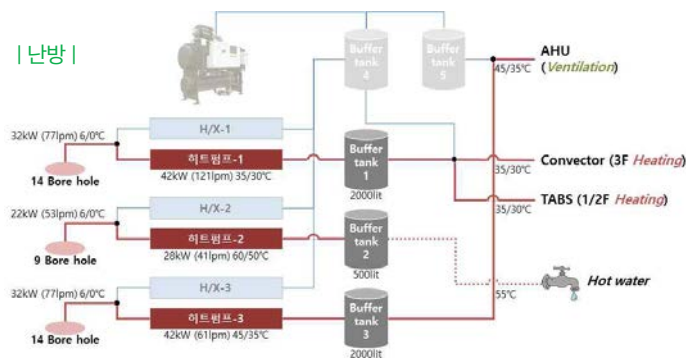 | 난방 |
Buffer
tank
4
Buffer
tank
5
AHU
(Ventilation)
45/35℃
32kW (77lpm) 6/0℃
H/X-1
히트펌프-1
42kW (121lpm) 35/30℃
14 Bore hole
Buffer
tank
1
2000lit
Convector (3F Heating)
35/30℃
TABS (1/2F Heating)
35/30℃
22kW (53lpm) 6/0℃
H/X-2
히트펌프-2
28kW (41lpm) 60/50℃
9 Bore hole
Buffer
tank
2
500lit
55℃
Hot water
32kW (77lpm) 6/0℃
H/X-3
히트펌프-3
42kW (61lpm) 45/35℃
14 Bore hole
Buffer
tank
3
2000lit